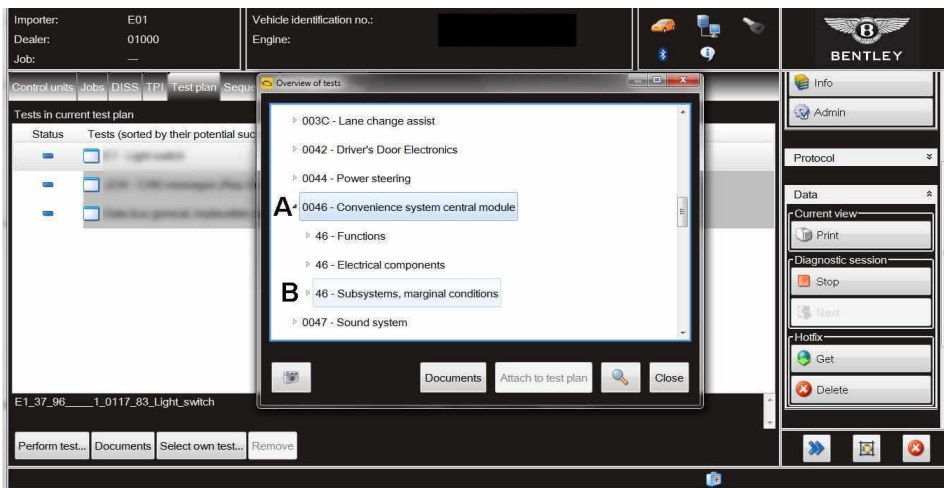 Importer: E01
Dealer: 01000
Job: ---
Vehicle identification no.:
Engine:
BENTLEY
Control units Jobs DISS TPI Test plan
Tests in current test plan
Status Tests (sorted by their potential suc
Overview of tests
003C - Lane change assist
0042 - Driver's Door Electronics
0044 - Power steering
A 0046 - Convenience system central module
46 - Functions
46 - Electrical components
B 46 - Subsystems, marginal conditions
0047 - Sound system
Documents Attach to test plan Close
E1_37_96____1_0117_83_Light_switch
Perform test... Documents Select own test... Remove
Info
Admin
Protocol
Data
Current view
Print
Diagnostic session
Stop
Next
Hotfix
Get
Delete